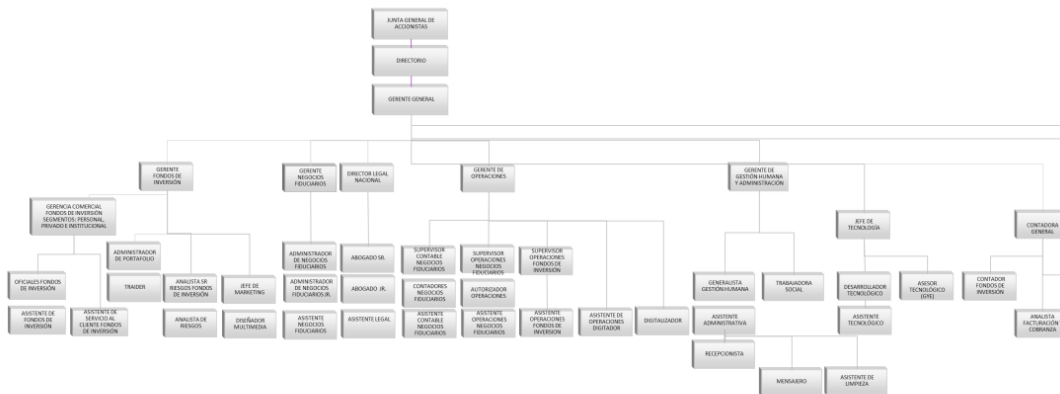 JUNTA GENERAL DE
ACCIONISTAS
DIRECTORIO
GERENTE GENERAL
GERENTE
FONDOS DE
INVERSIÓN
GERENTE
NEGOCIOS
FIDUCIARIOS
DIRECTOR LEGAL
NACIONAL
GERENTE DE
OPERACIONES
GERENTE DE
GESTIÓN HUMANA
Y ADMINISTRACIÓN
GERENCIA COMERCIAL
FONDOS DE INVERSIÓN
SEGMENTOS: PERSONAL,
PRIVADO E INSTITUCIONAL
JEFE DE
TECNOLOGÍA
CONTADORA
GENERAL
ADMINISTRADOR
DE PORTAFOLIO
ADMINISTRADOR
DE NEGOCIOS
FIDUCIARIOS
ABOGADO SR.
SUPERVISOR
CONTABLE
NEGOCIOS
FIDUCIARIOS
SUPERVISOR
OPERACIONES
NEGOCIOS
FIDUCIARIOS
SUPERVISOR
OPERACIONES
FONDOS DE
INVERSIÓN
OFICIALES FONDOS
DE INVERSIÓN
TRAIDER
ANALISTA SR
RIESGOS FONDOS
DE INVERSIÓN
JEFE DE
MARKETING
ADMINISTRADOR
DE NEGOCIOS
FIDUCIARIOS JR.
ABOGADO JR.
CONTADORES
NEGOCIOS
FIDUCIARIOS
AUTORIZADOR
OPERACIONES.
GENERALISTA
GESTIÓN HUMANA
TRABAJADORA
SOCIAL
DESARROLLADOR
TECNOLÓGICO
ASESOR
TECNOLÓGICO
(GYE)
CONTADOR
FONDOS DE
INVERSIÓN
ASISTENTE DE
FONDOS DE
INVERSIÓN
ASISTENTE DE
SERVICIO AL
CLIENTE FONDOS
DE INVERSIÓN
ANALISTA DE
RIESGOS
DISEÑADOR
MULTIMEDIA
ASISTENTE
NEGOCIOS
FIDUCIARIOS
ASISTENTE LEGAL
ASISTENTE
CONTABLE
NEGOCIOS
FIDUCIARIOS
ASISTENTE
OPERACIONES
NEGOCIOS
FIDUCIARIOS
ASISTENTE
OPERACIONES
FONDOS DE
INVERSIÓN
ASISTENTE DE
OPERACIONES
DIGITADOR
DIGITALIZADOR
ASISTENTE
ADMINISTRATIVA
ASISTENTE
TECNOLÓGICO
ANALISTA
FACTURACIÓN Y
COBRANZA
RECEPCIONISTA
MENSAJERO
ASISTENTE DE
LIMPIEZA